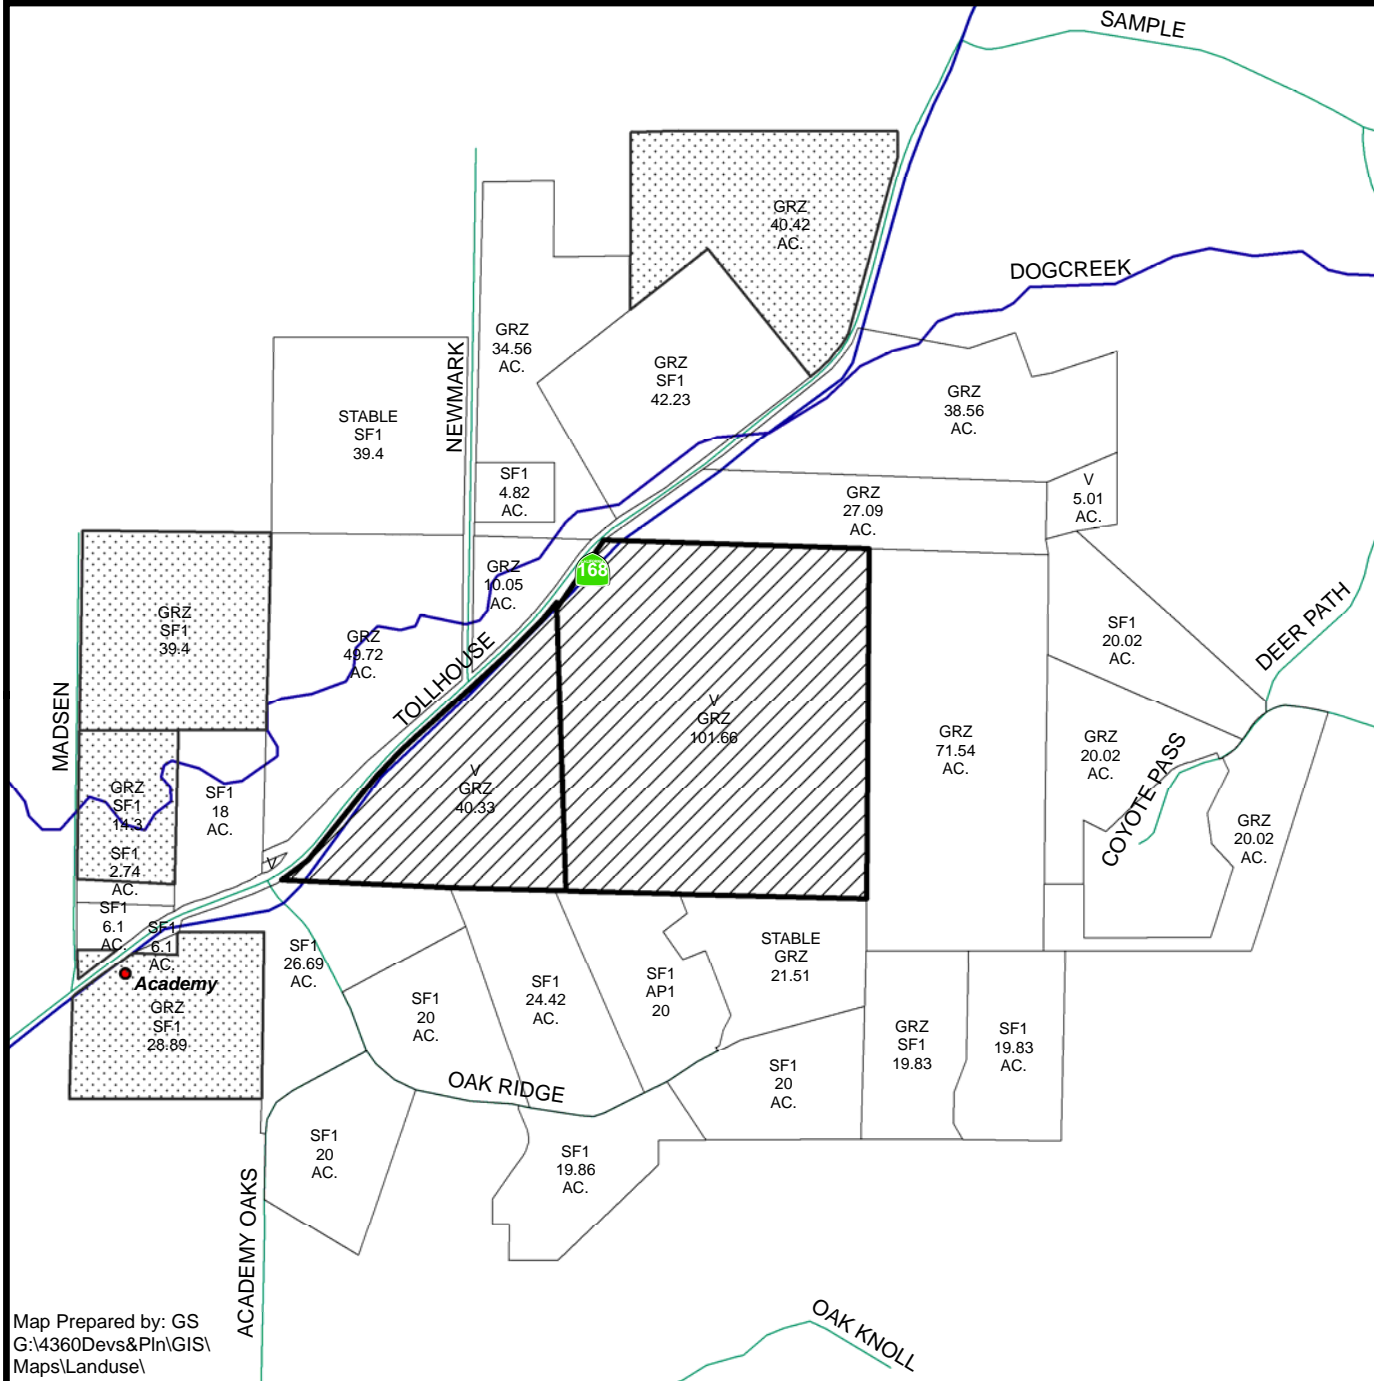 SAMPLE
GRZ
40.42
AC.
DOGCREEK
GRZ
34.56
AC.
NEWMARK
GRZ
SF1
42.23
GRZ
38.56
AC.
STABLE
SF1
39.4
SF1
4.82
AC.
GRZ
27.09
AC.
V
5.01
AC.
168
GRZ
10.05
AC.
GRZ
SF1
39.4
GRZ
49.72
AC.
TOLLHOUSE
SF1
20.02
AC.
DEER PATH
MADSEN
V
GRZ
101.66
GRZ
71.54
AC.
GRZ
20.02
AC.
COYOTE PASS
V
GRZ
40.33
GRZ
SF1
14.3
SF1
18
AC.
GRZ
20.02
AC.
SF1
2.74
AC.
V
SF1
6.1
AC.
SF1
6.1
AC.
Academy
GRZ
SF1
28.89
SF1
26.69
AC.
SF1
20
AC.
SF1
24.42
AC.
SF1
AP1
20
STABLE
GRZ
21.51
GRZ
SF1
19.83
SF1
19.83
AC.
SF1
20
AC.
OAK RIDGE
SF1
20
AC.
SF1
19.86
AC.
ACADEMY OAKS
OAK KNOLL
Map Prepared by: GS
G:\4360Devs&Pln\GIS\
Maps\Landuse\